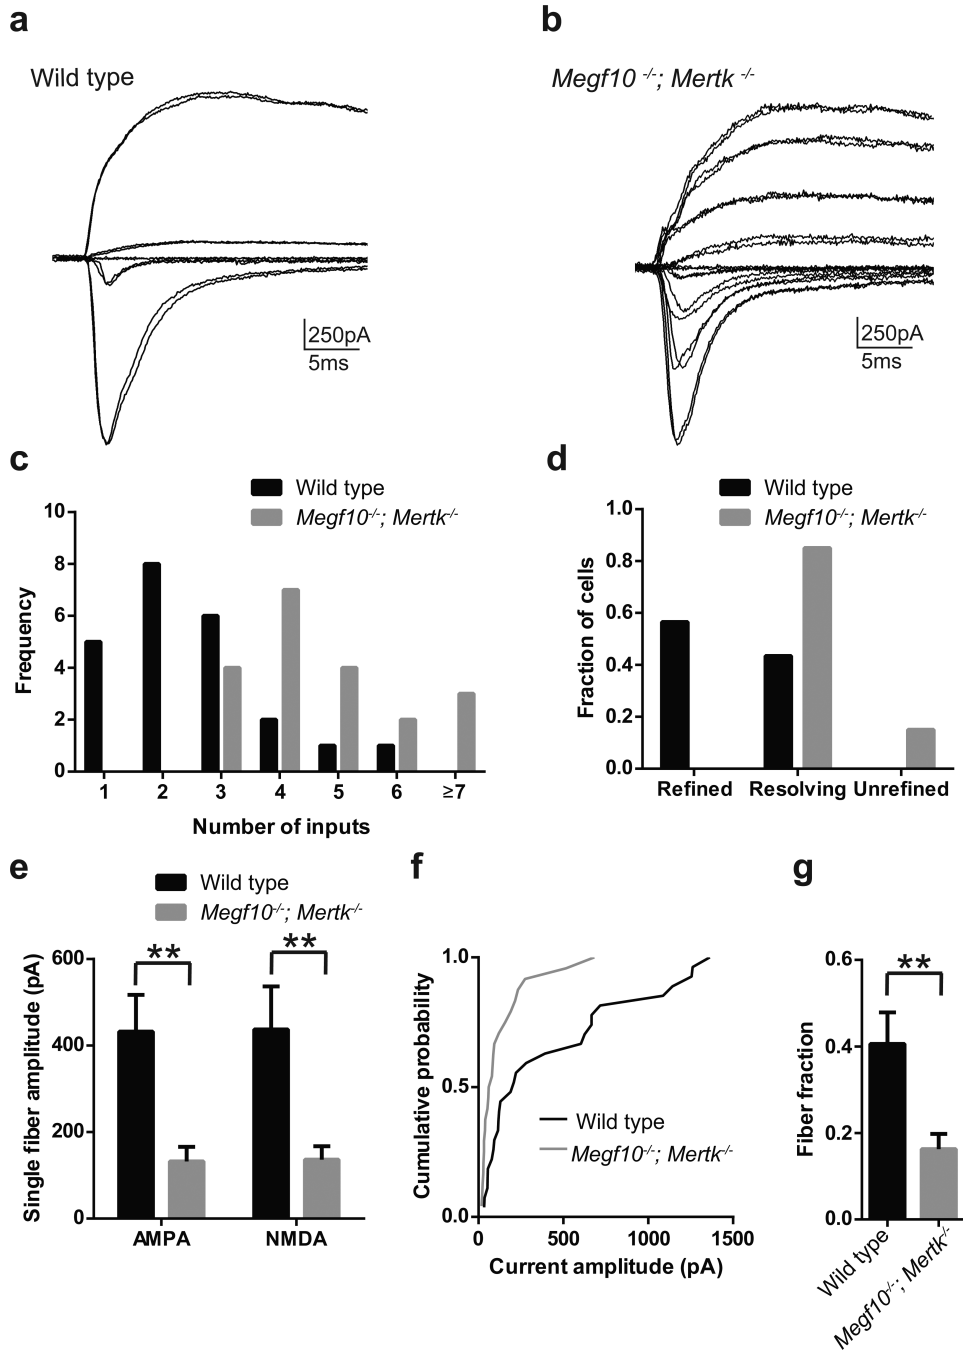 a
Wild type
250pA
5ms
b
Megf10 -/-; Mertk -/-
250pA
5ms
c
Wild type
Megf10-/-; Mertk-/-
Frequency
10
8
6
4
2
0
1 2 3 4 5 6 ≥7
Number of inputs
d
Wild type
Megf10-/-; Mertk-/-
Fraction of cells
1.0
0.8
0.6
0.4
0.2
0.0
Refined Resolving Unrefined
e
Wild type
Megf10-/-; Mertk-/-
Single fiber amplitude (pA)
600
400
200
0
** **
AMPA NMDA
f
Cumulative probability
1.0
0.5
0.0
Wild type
Megf10-/-; Mertk-/-
0 500 1000 1500
Current amplitude (pA)
g
Fiber fraction
0.6
0.4
0.2
0.0
**
Wild type
Megf10-/-; Mertk-/-